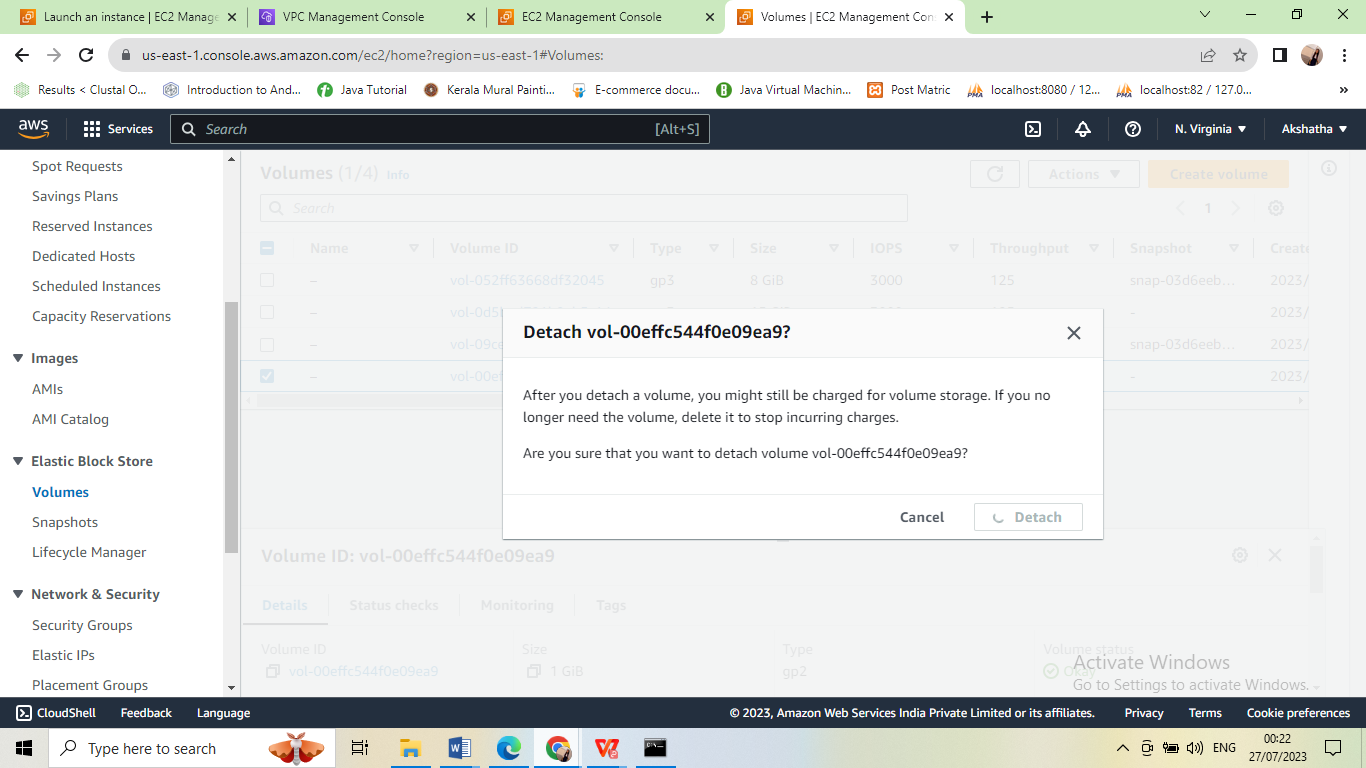 Launch an instance | EC2 Manage
VPC Management Console
EC2 Management Console
Volumes | EC2 Management Con
us-east-1.console.aws.amazon.com/ec2/home?region=us-east-1#Volumes:
Results < Clustal O...
Introduction to And...
Java Tutorial
Kerala Mural Painti...
E-commerce docu...
Java Virtual Machin...
Post Matric
localhost:8080 / 12...
localhost:82 / 127.0...
»
aws
Services
Search
[Alt+S]
N. Virginia
Akshatha
Spot Requests
Savings Plans
Reserved Instances
Dedicated Hosts
Scheduled Instances
Capacity Reservations
Images
AMIs
AMI Catalog
Elastic Block Store
Volumes
Snapshots
Lifecycle Manager
Network & Security
Security Groups
Elastic IPs
Placement Groups
Volumes (1/4) Info
Actions
Create volume
Search
1
Name Volume ID Type Size IOPS Throughput Snapshot Create
– vol-052ff63668df32045 gp3 8 GiB 3000 125 snap-03d6eeb... 2023/
– - 2023/
– vol-09ce snap-03d6eeb... 2023/
– vol-00ef - 2023/
Detach vol-00effc544f0e09ea9?
After you detach a volume, you might still be charged for volume storage. If you no
longer need the volume, delete it to stop incurring charges.
Are you sure that you want to detach volume vol-00effc544f0e09ea9?
Cancel
Detach
Volume ID: vol-00effc544f0e09ea9
Details
Status checks
Monitoring
Tags
Volume ID
vol-00effc544f0e09ea9
Size
1 GiB
Type
gp2
Volume status
Okay
Activate Windows
Go to Settings to activate Windows.
CloudShell
Feedback
Language
© 2023, Amazon Web Services India Private Limited or its affiliates.
Privacy
Terms
Cookie preferences
Type here to search
ENG
00:22
27/07/2023